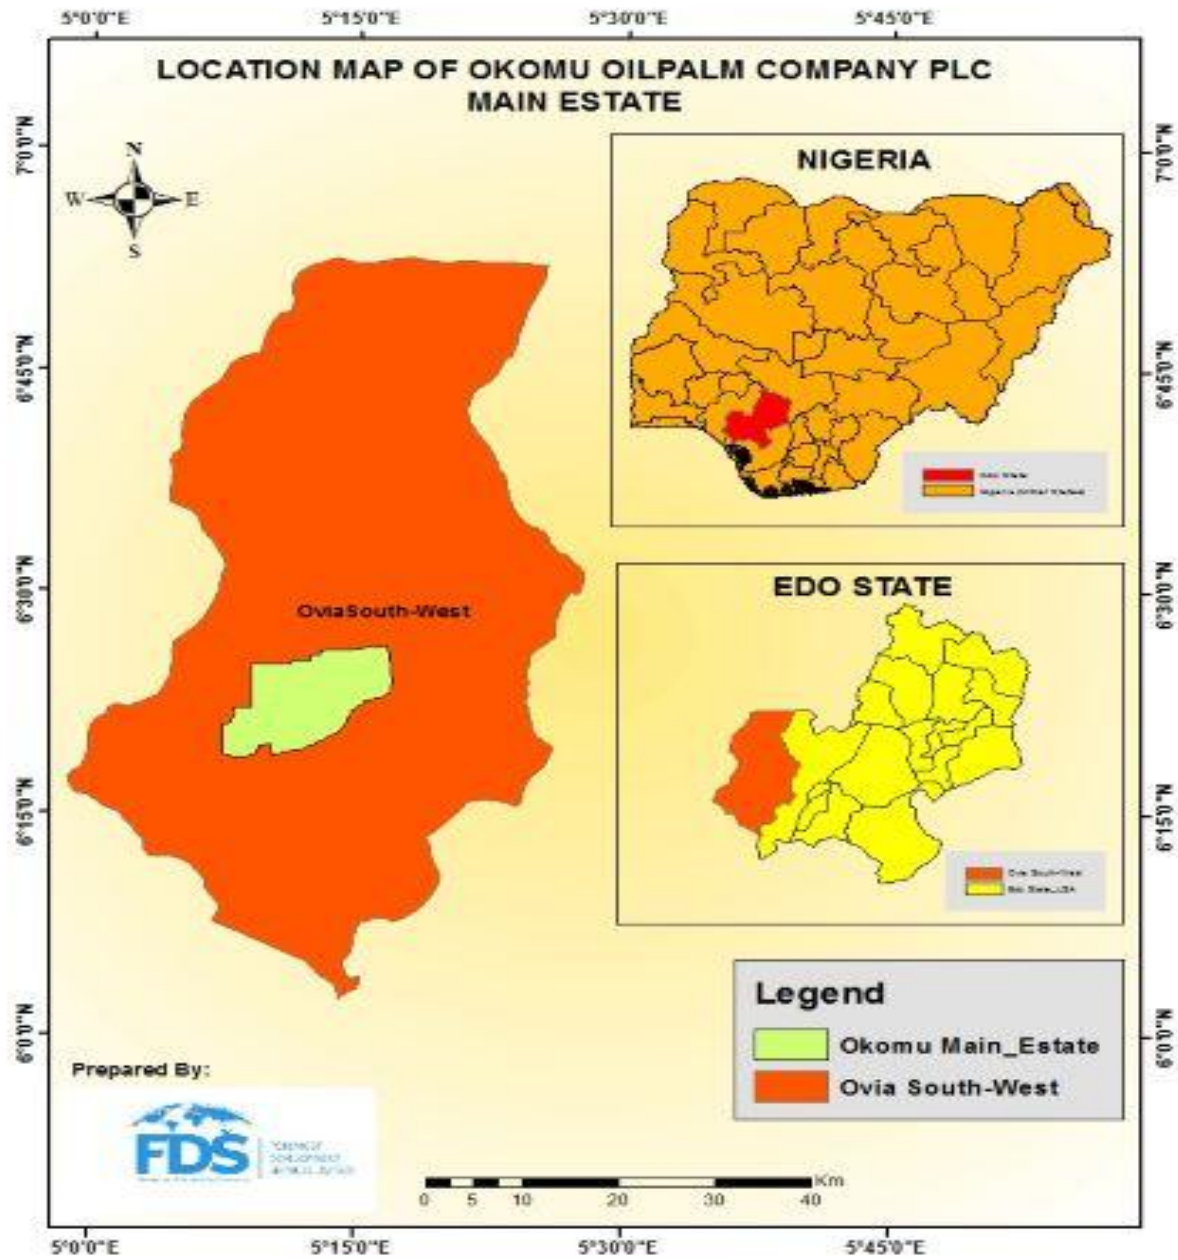 5°0'0"E 5°15'0"E 5°30'0"E 5°45'0"E
LOCATION MAP OF OKOMU OILPALM COMPANY PLC
MAIN ESTATE
7°0'0"N
7°0'0"N
N
W E
S
NIGERIA
6°45'0"N
6°45'0"N
6°30'0"N
6°30'0"N
EDO STATE
OviaSouth-West
6°15'0"N
6°15'0"N
Ovia South-West
Legend
Okomu Main_Estate
Ovia South-West
6°0'0"N
6°0'0"N
Prepared By:
FDS
Km
0 5 10 20 30 40
5°0'0"E 5°15'0"E 5°30'0"E 5°45'0"E